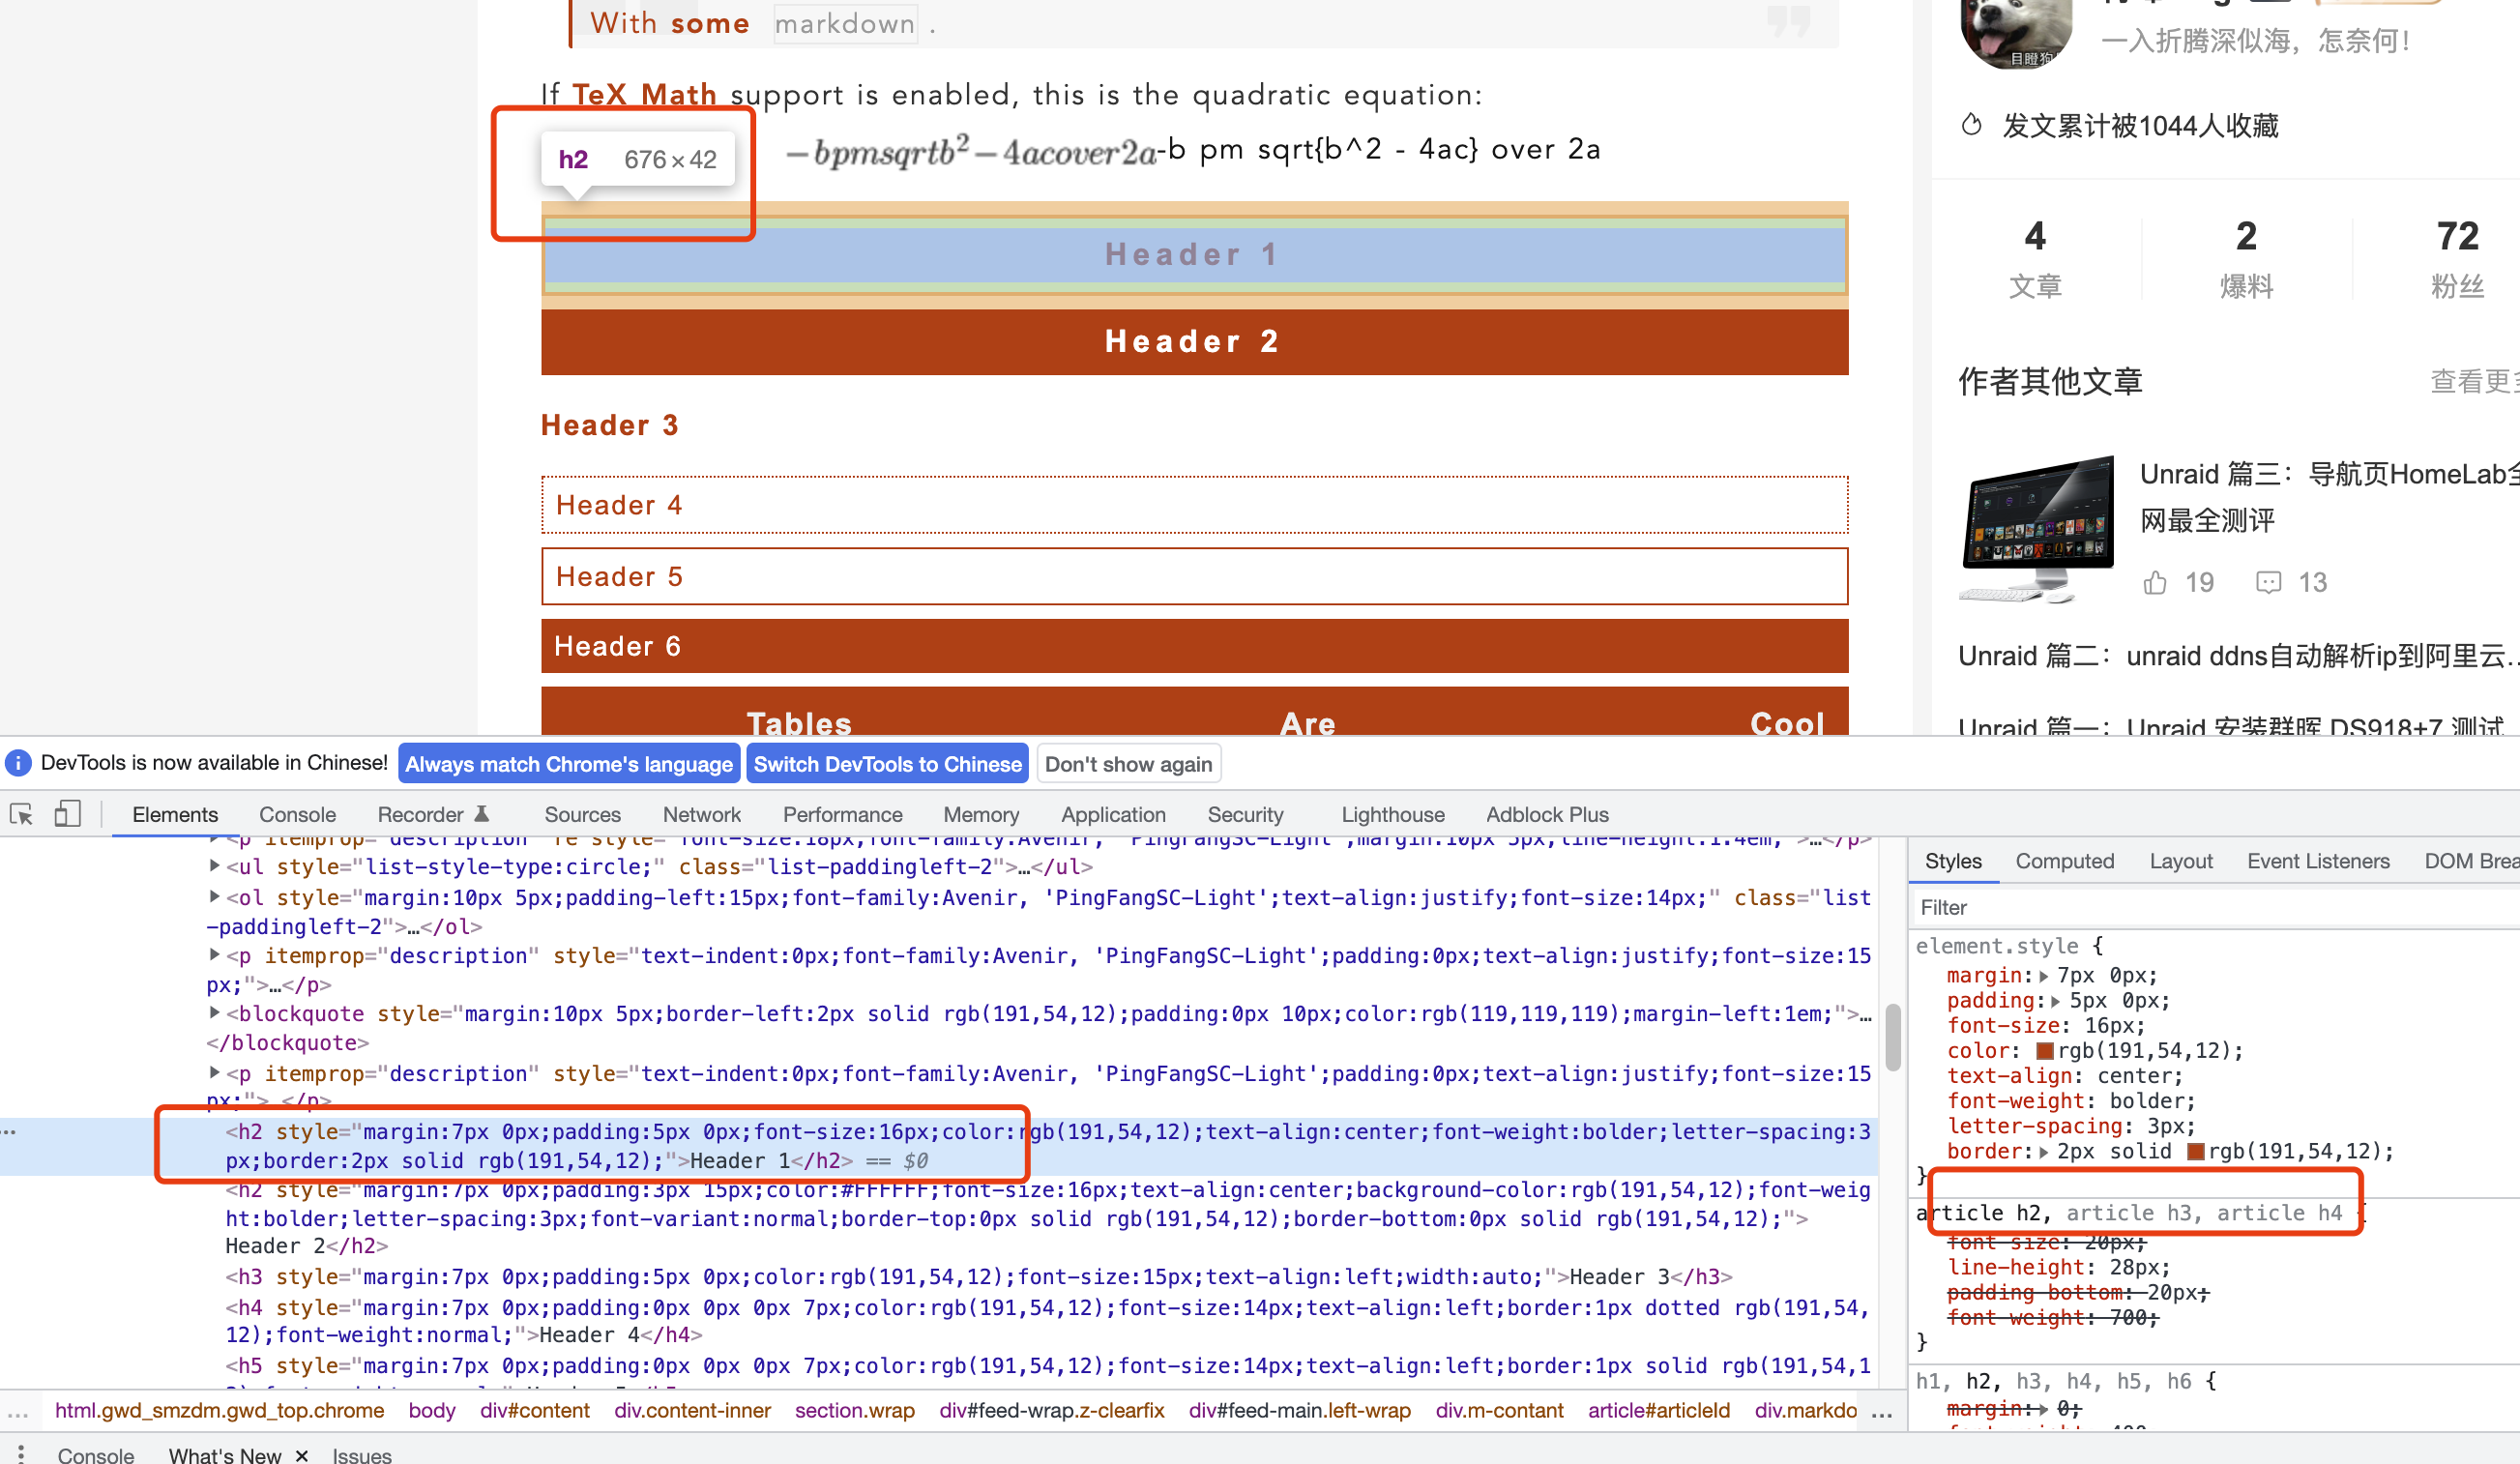 With some markdown .
If TeX Math support is enabled, this is the quadratic equation:
h2 676×42
−bpmsqrtb2−4acover2a-b pm sqrt{b^2 - 4ac} over 2a
Header 1
Header 2
Header 3
Header 4
Header 5
Header 6
Tables Are Cool
目瞪狗
一入折腾深似海，怎奈何！
发文累计被1044人收藏
4 2 72
文章 爆料 粉丝
作者其他文章 查看更多
Unraid 篇三：导航页HomeLab全
网最全测评
19 13
Unraid 篇二：unraid ddns自动解析ip到阿里云…
Unraid 篇一：Unraid 安装群晖 DS918+7 测试
DevTools is now available in Chinese! Always match Chrome's language Switch DevTools to Chinese Don't show again
Elements Console Recorder Sources Network Performance Memory Application Security Lighthouse Adblock Plus
<p itemprop="description" re style="font-size:18px;font-family:Avenir, 'PingFangSC-Light';margin:10px 5px;line-height:1.4em;">…</p>
<ul style="list-style-type:circle;" class="list-paddingleft-2">…</ul>
<ol style="margin:10px 5px;padding-left:15px;font-family:Avenir, 'PingFangSC-Light';text-align:justify;font-size:14px;" class="list
-paddingleft-2">…</ol>
<p itemprop="description" style="text-indent:0px;font-family:Avenir, 'PingFangSC-Light';padding:0px;text-align:justify;font-size:15
px;">…</p>
<blockquote style="margin:10px 5px;border-left:2px solid rgb(191,54,12);padding:0px 10px;color:rgb(119,119,119);margin-left:1em;">…
</blockquote>
<p itemprop="description" style="text-indent:0px;font-family:Avenir, 'PingFangSC-Light';padding:0px;text-align:justify;font-size:15
px;">…</p>
… <h2 style="margin:7px 0px;padding:5px 0px;font-size:16px;color:rgb(191,54,12);text-align:center;font-weight:bolder;letter-spacing:3
px;border:2px solid rgb(191,54,12);">Header 1</h2> == $0
<h2 style="margin:7px 0px;padding:3px 15px;color:#FFFFFF;font-size:16px;text-align:center;background-color:rgb(191,54,12);font-weig
ht:bolder;letter-spacing:3px;font-variant:normal;border-top:0px solid rgb(191,54,12);border-bottom:0px solid rgb(191,54,12);">
Header 2</h2>
<h3 style="margin:7px 0px;padding:5px 0px;color:rgb(191,54,12);font-size:15px;text-align:left;width:auto;">Header 3</h3>
<h4 style="margin:7px 0px;padding:0px 0px 0px 7px;color:rgb(191,54,12);font-size:14px;text-align:left;border:1px dotted rgb(191,54,
12);font-weight:normal;">Header 4</h4>
<h5 style="margin:7px 0px;padding:0px 0px 0px 7px;color:rgb(191,54,12);font-size:14px;text-align:left;border:1px solid rgb(191,54,1
Styles Computed Layout Event Listeners DOM Brea
Filter
element.style {
margin: 7px 0px;
padding: 5px 0px;
font-size: 16px;
color: rgb(191,54,12);
text-align: center;
font-weight: bolder;
letter-spacing: 3px;
border: 2px solid rgb(191,54,12);
}
article h2, article h3, article h4 {
font-size: 20px;
line-height: 28px;
padding-bottom: 20px;
font-weight: 700;
}
h1, h2, h3, h4, h5, h6 {
margin: 0;
… html.gwd_smzdm.gwd_top.chrome body div#content div.content-inner section.wrap div#feed-wrap.z-clearfix div#feed-main.left-wrap div.m-contant article#articleId div.markdo …
Console What's New × Issues